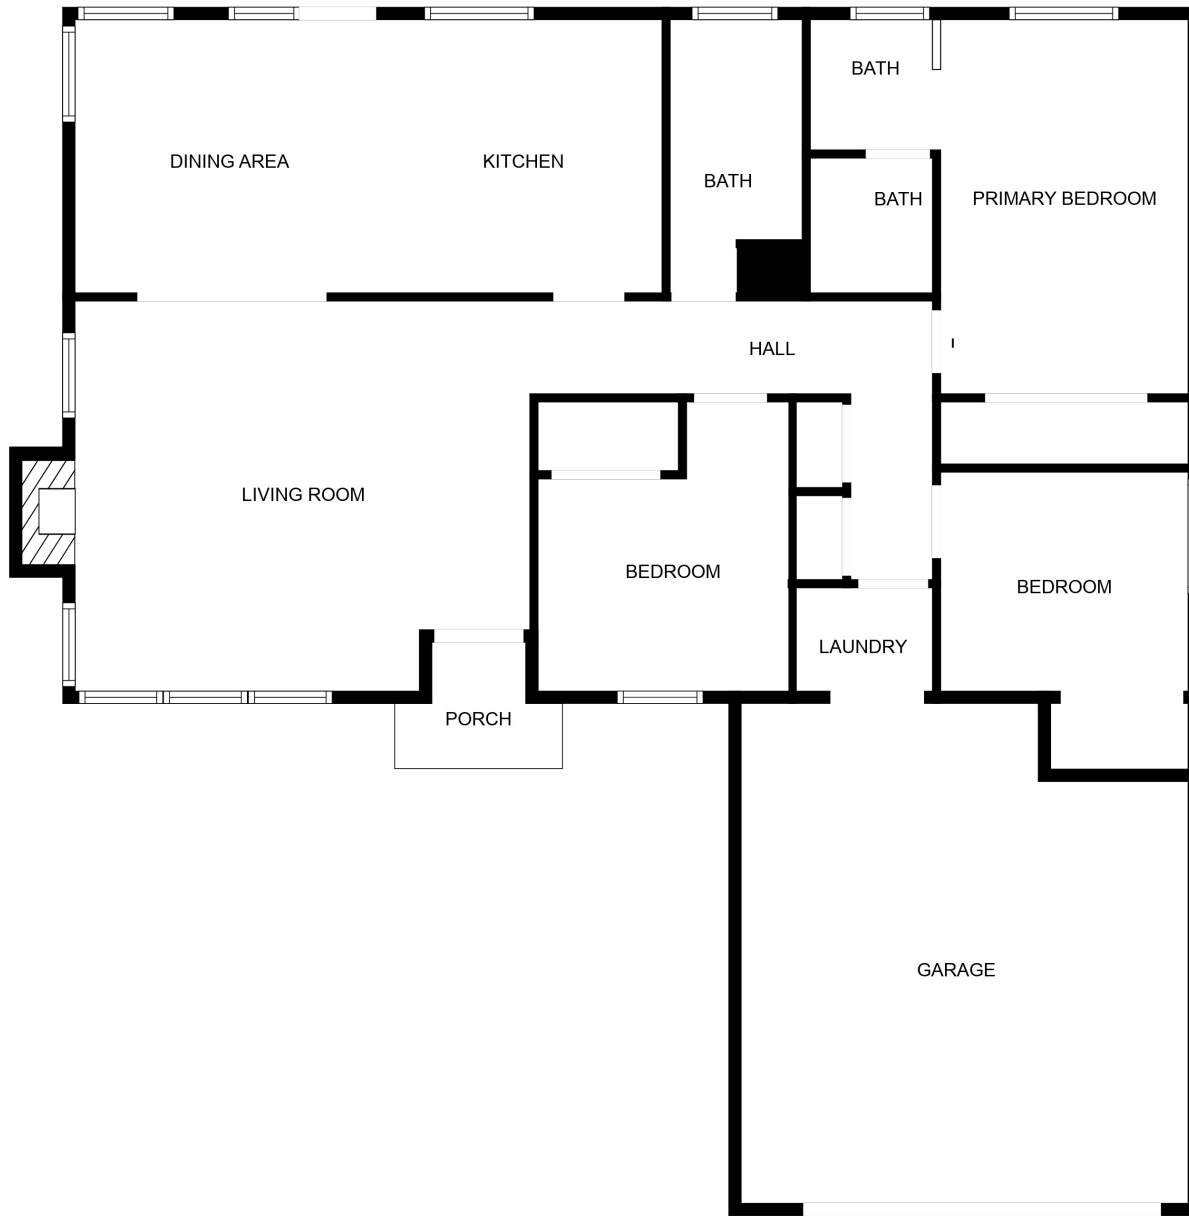 BATH
DINING AREA
KITCHEN
BATH
BATH
PRIMARY BEDROOM
HALL
LIVING ROOM
BEDROOM
BEDROOM
LAUNDRY
PORCH
GARAGE